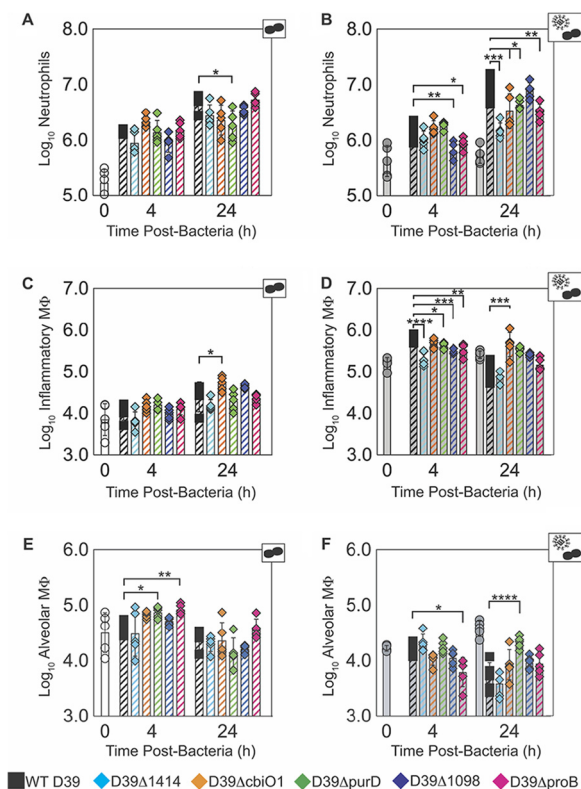 A
Log10 Neutrophils
7.0
6.0
5.0
*
0 4 24
Time Post-Bacteria (h)
B
Log10 Neutrophils
8.0
7.0
6.0
5.0
*
**
**
*
***
0 4 24
Time Post-Bacteria (h)
C
Log10 Inflammatory MΦ
7.0
6.0
5.0
4.0
3.0
*
0 4 24
Time Post-Bacteria (h)
D
Log10 Inflammatory MΦ
7.0
6.0
5.0
4.0
3.0
**
***
*
****
***
0 4 24
Time Post-Bacteria (h)
E
Log10 Alveolar MΦ
6.0
5.0
4.0
3.0
**
*
0 4 24
Time Post-Bacteria (h)
F
Log10 Alveolar MΦ
6.0
5.0
4.0
3.0
*
****
0 4 24
Time Post-Bacteria (h)
WT D39 D39Δ1414 D39ΔcbiO1 D39ΔpurD D39Δ1098 D39ΔproB